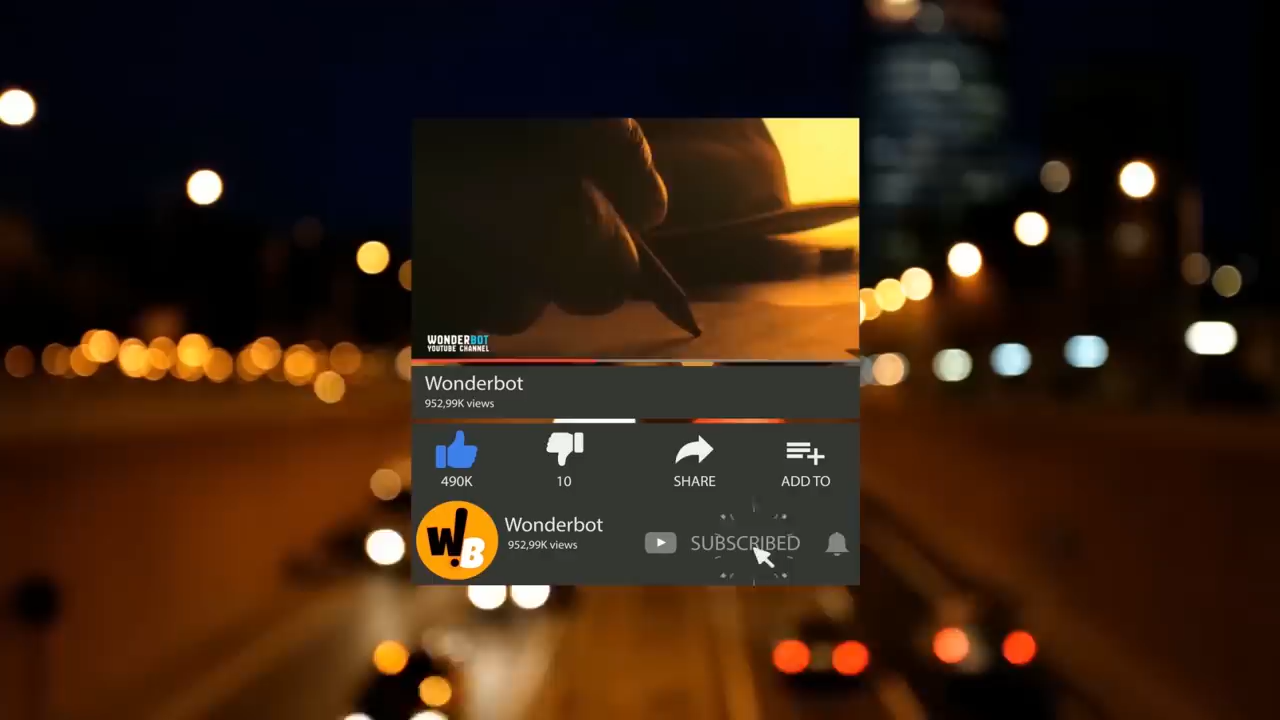 WONDERBOT
YOUTUBE CHANNEL
Wonderbot
952,99K views
490K
10
SHARE
ADD TO
W!B
Wonderbot
952,99K views
SUBSCRIBED